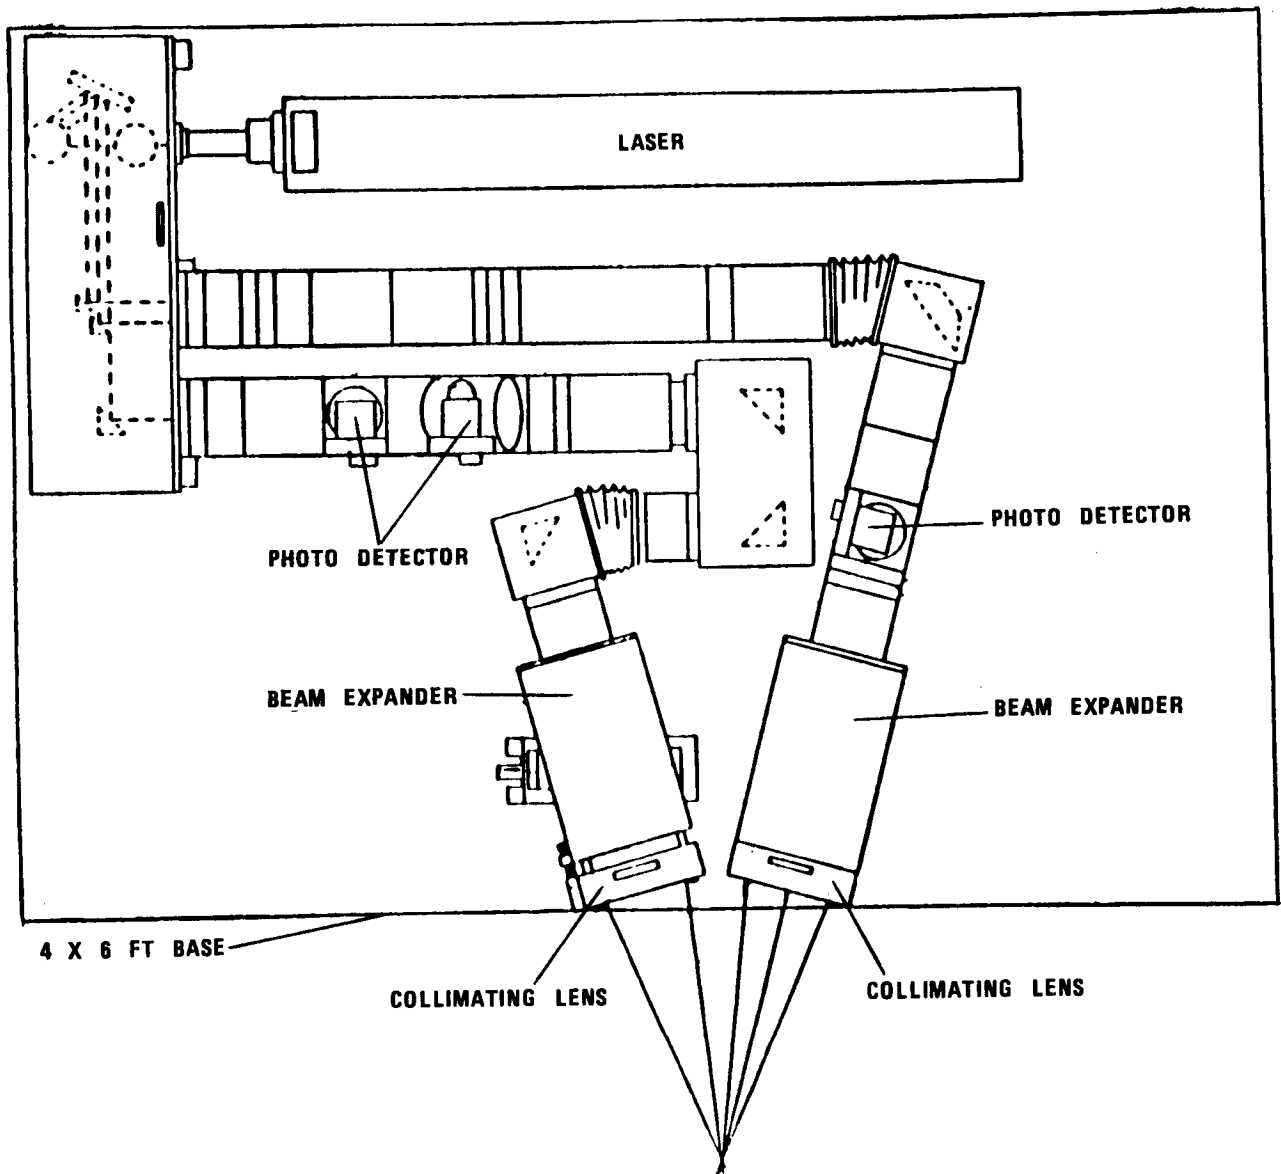 LASER
PHOTO DETECTOR
PHOTO DETECTOR
BEAM EXPANDER
BEAM EXPANDER
4 X 6 FT BASE
COLLIMATING LENS
COLLIMATING LENS